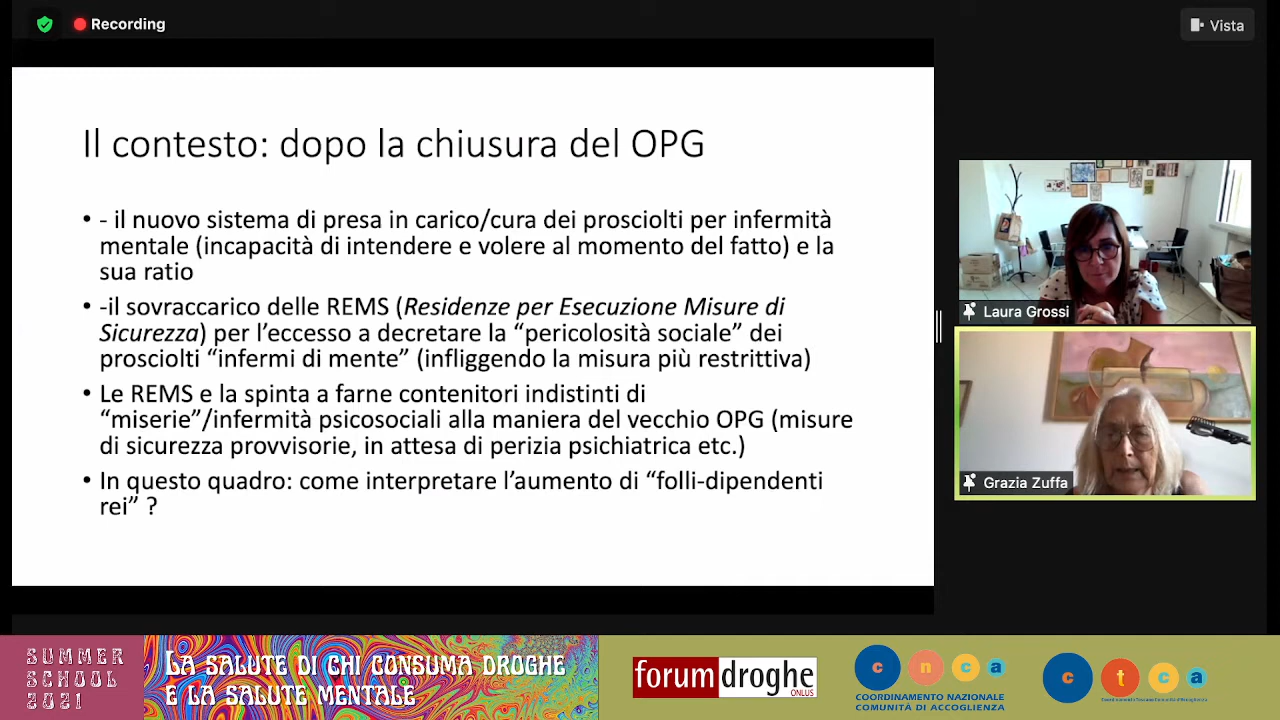 Recording
Vista
Il contesto: dopo la chiusura del OPG
• - il nuovo sistema di presa in carico/cura dei prosciolti per infermità
mentale (incapacità di intendere e volere al momento del fatto) e la
sua ratio
• -il sovraccarico delle REMS (Residenze per Esecuzione Misure di
Sicurezza) per l’eccesso a decretare la “pericolosità sociale” dei
prosciolti “infermi di mente” (infliggendo la misura più restrittiva)
• Le REMS e la spinta a farne contenitori indistinti di
“miserie”/infermità psicosociali alla maniera del vecchio OPG (misure
di sicurezza provvisorie, in attesa di perizia psichiatrica etc.)
• In questo quadro: come interpretare l’aumento di “folli-dipendenti
rei” ?
Laura Grossi
Grazia Zuffa
SUMMER
SCHOOL
2021
LA SALUTE DI CHI CONSUMA DROGHE
E LA SALUTE MENTALE
forumdroghe
ONLUS
c n c a
COORDINAMENTO NAZIONALE
COMUNITÀ DI ACCOGLIENZA
c t c a